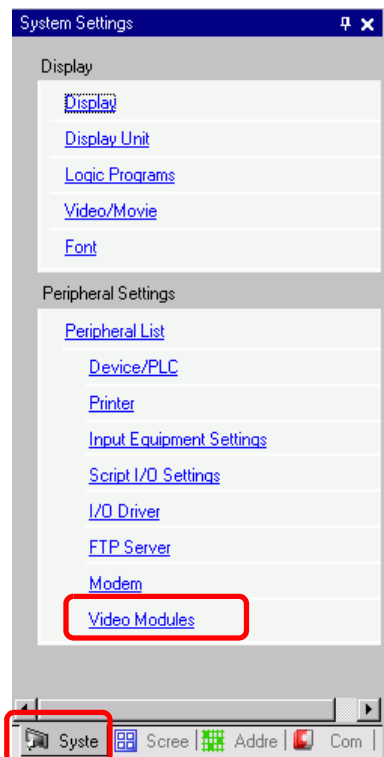 System Settings
Display
Display
Display Unit
Logic Programs
Video/Movie
Font
Peripheral Settings
Peripheral List
Device/PLC
Printer
Input Equipment Settings
Script I/O Settings
I/O Driver
FTP Server
Modem
Video Modules
Syste Scree Addre Com